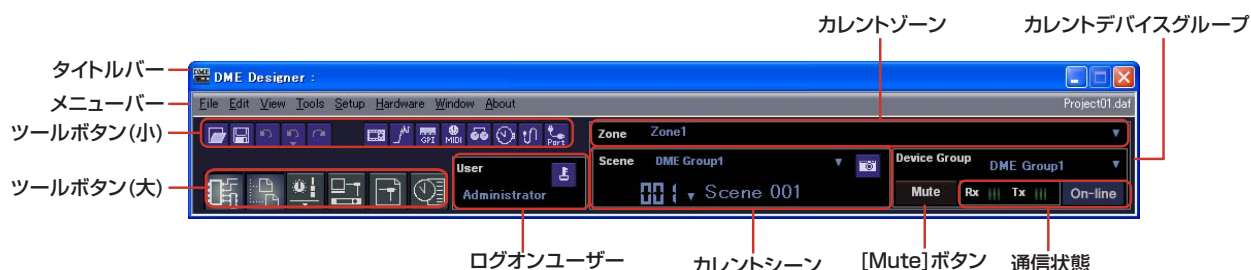 カレントゾーン
カレントデバイスグループ
タイトルバー
DME Designer :
メニューバー
File Edit View Tools Setup Hardware Window About
Project01.daf
ツールボタン(小)
GPI
MIDI
Port
Zone Zone1
ツールボタン(大)
User
Administrator
Scene DME Group1
001 Scene 001
Device Group
DME Group1
Mute Rx Tx On-line
ログオンユーザー
カレントシーン
[Mute]ボタン
通信状態